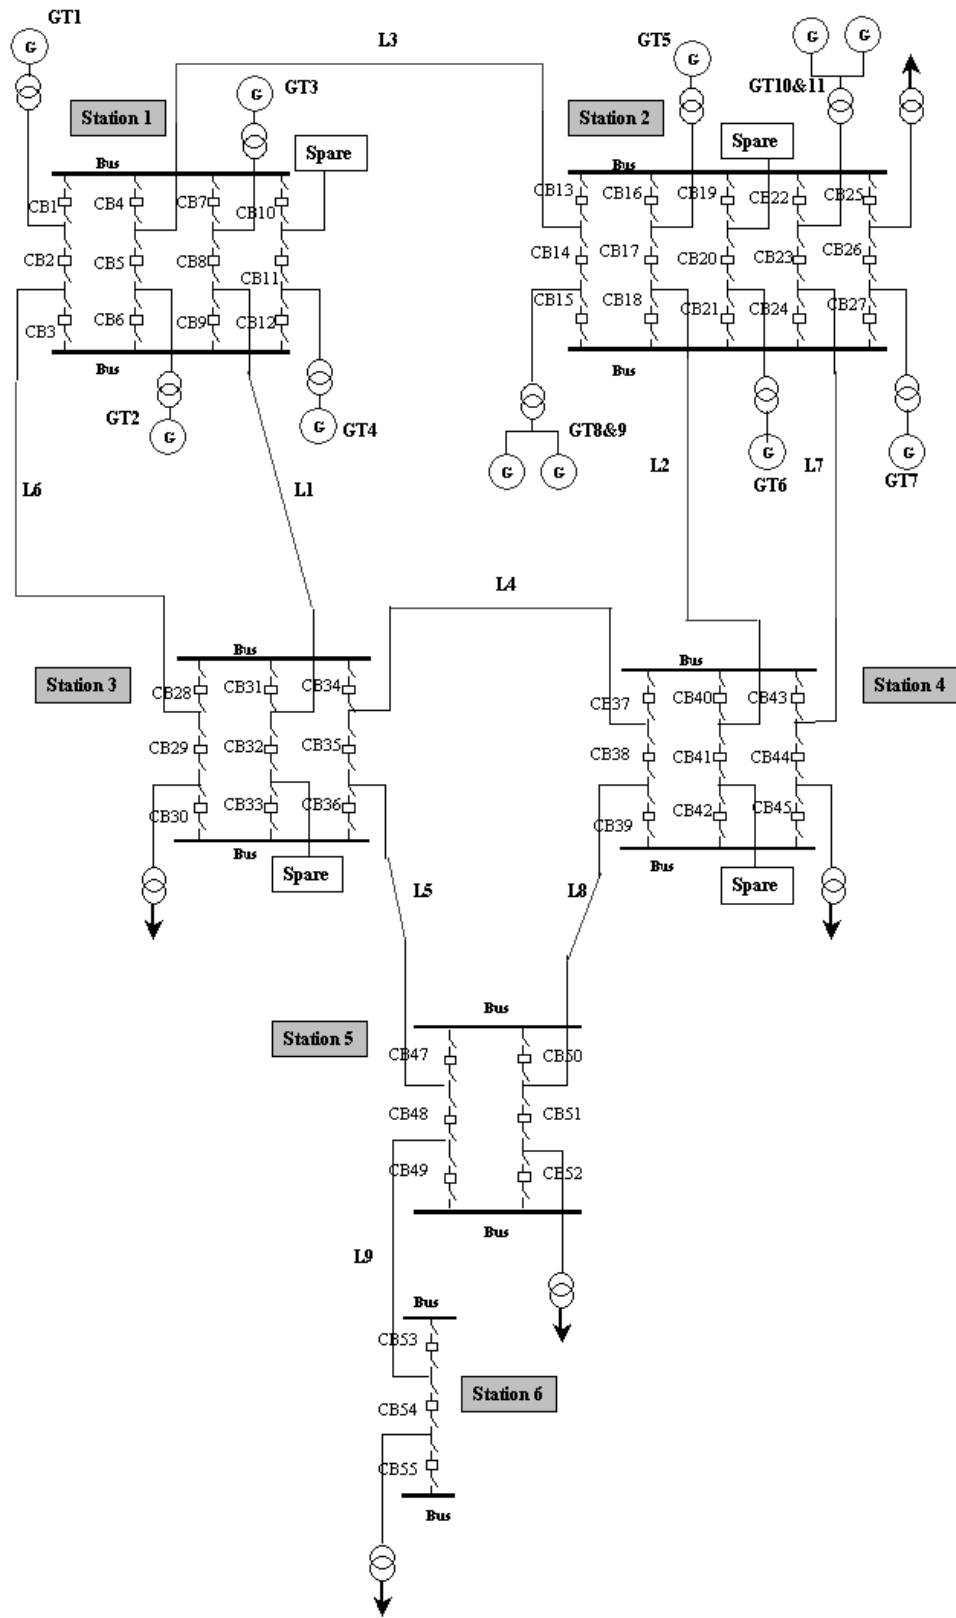 GT1
G
L3
GT5
G
G
G
GT10&11
GT3
G
Station 1
Station 2
Spare
Spare
Bus
Bus
CB1
CB4
CB7
CB10
CB13
CB16
CB19
CB22
CB25
CB2
CB5
CB8
CB11
CB14
CB17
CB20
CB23
CB26
CB3
CB6
CB9
CB12
CB15
CB18
CB21
CB24
CB27
Bus
Bus
GT2
G
GT4
G
GT8&9
G
G
GT6
G
GT7
G
L6
L1
L2
L7
L4
Bus
Bus
Station 3
Station 4
CB28
CB31
CB34
CB37
CB40
CB43
CB29
CB32
CB35
CB38
CB41
CB44
CB30
CB33
CB36
CB39
CB42
CB45
Bus
Bus
Spare
Spare
L5
L8
Bus
Station 5
CB47
CB50
CB48
CB51
CB49
CB52
Bus
L9
Bus
CB53
Station 6
CB54
CB55
Bus